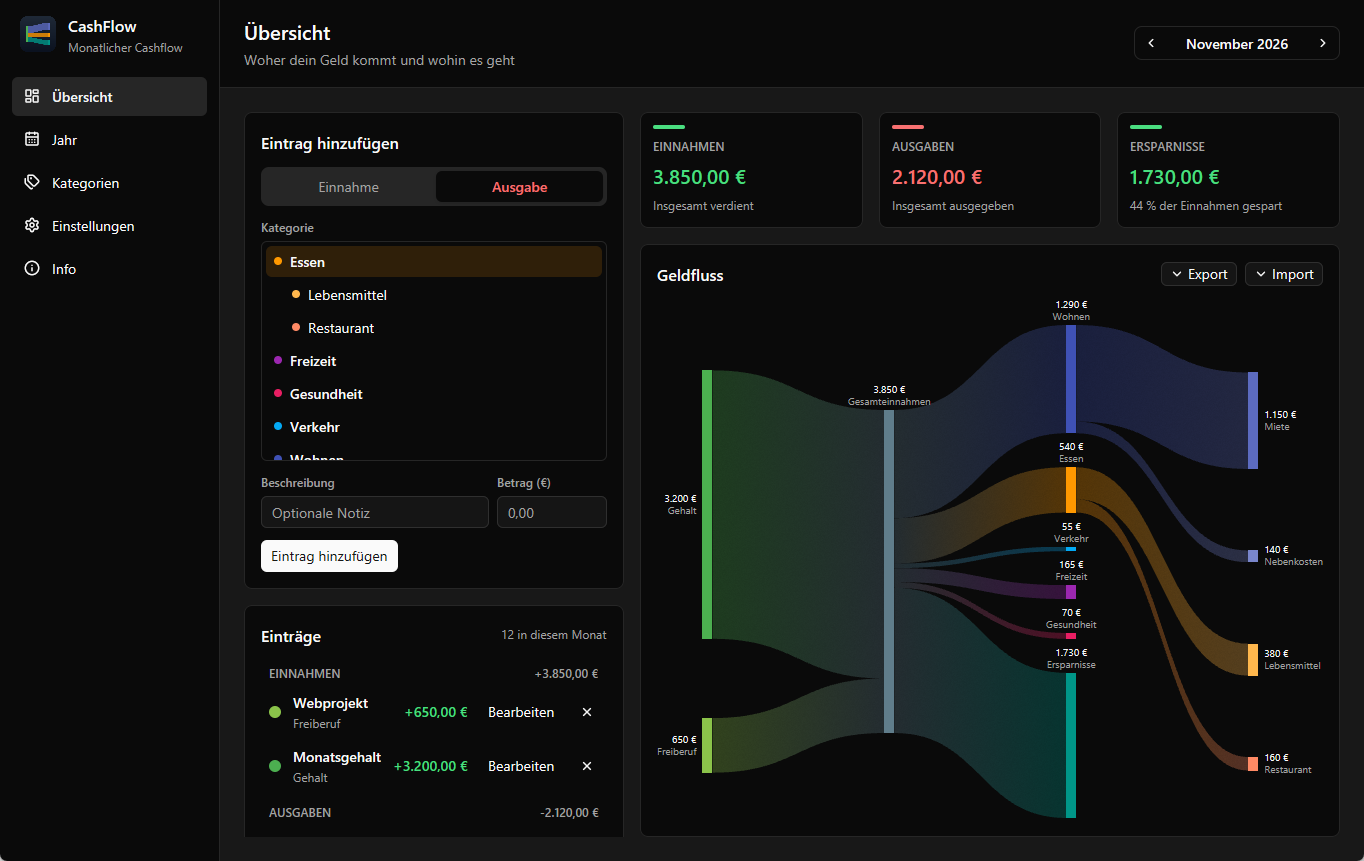 CashFlow
Monatlicher Cashflow
Übersicht
Jahr
Kategorien
Einstellungen
Info
Übersicht
Woher dein Geld kommt und wohin es geht
November 2026
Eintrag hinzufügen
Einnahme
Ausgabe
Kategorie
Essen
Lebensmittel
Restaurant
Freizeit
Gesundheit
Verkehr
Wohnen
Beschreibung
Betrag (€)
Optionale Notiz
0,00
Eintrag hinzufügen
Einträge
12 in diesem Monat
EINNAHMEN
+3.850,00 €
Webprojekt
Freiberuf
+650,00 €
Bearbeiten
Monatsgehalt
Gehalt
+3.200,00 €
Bearbeiten
AUSGABEN
-2.120,00 €
EINNAHMEN
3.850,00 €
Insgesamt verdient
AUSGABEN
2.120,00 €
Insgesamt ausgegeben
ERSPARNISSE
1.730,00 €
44 % der Einnahmen gespart
Geldfluss
Export
Import
3.200 €
Gehalt
650 €
Freiberuf
3.850 €
Gesamteinnahmen
1.290 €
Wohnen
540 €
Essen
55 €
Verkehr
165 €
Freizeit
70 €
Gesundheit
1.730 €
Ersparnisse
1.150 €
Miete
140 €
Nebenkosten
380 €
Lebensmittel
160 €
Restaurant